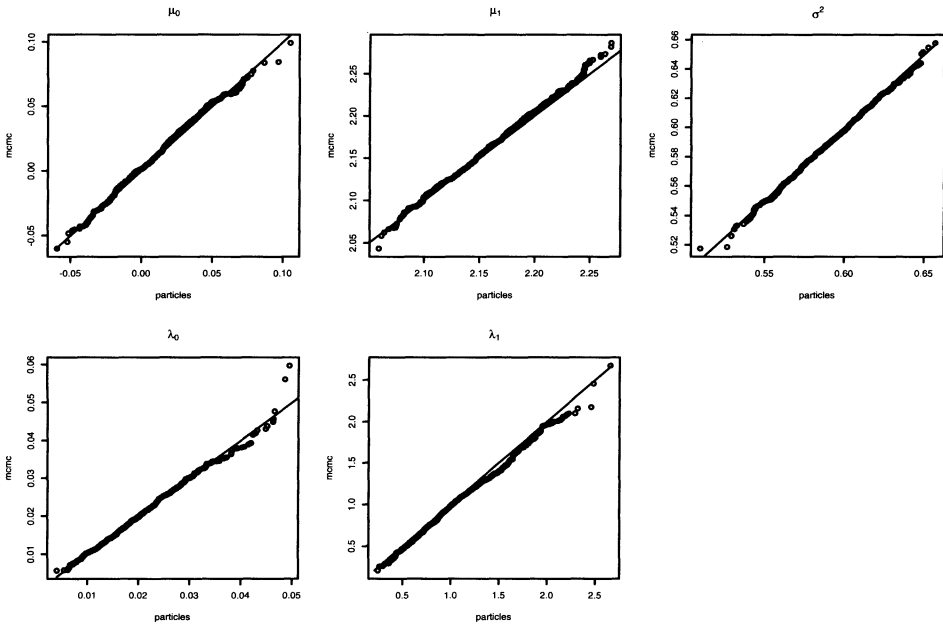 μ0
mcmc
-0.05 0.00 0.05 0.10
-0.05 0.00 0.05 0.10
particles
μ1
mcmc
2.05 2.10 2.15 2.20 2.25
2.10 2.15 2.20 2.25
particles
σ2
mcmc
0.52 0.54 0.56 0.58 0.60 0.62 0.64 0.66
0.55 0.60 0.65
particles
λ0
mcmc
0.01 0.02 0.03 0.04 0.05 0.06
0.01 0.02 0.03 0.04 0.05
particles
λ1
mcmc
0.5 1.0 1.5 2.0 2.5
0.5 1.0 1.5 2.0 2.5
particles